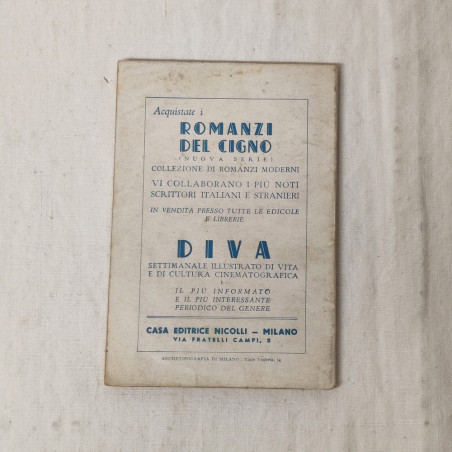 Acquistate i
ROMANZI
DEL CIGNO
(NUOVA SERIE)
COLLEZIONE DI ROMANZI MODERNI
VI COLLABORANO I PIÙ NOTI
SCRITTORI ITALIANI E STRANIERI
IN VENDITA PRESSO TUTTE LE EDICOLE
E LIBRERIE
DIVA
SETTIMANALE ILLUSTRATO DI VITA
E DI CULTURA CINEMATOGRAFICA
È
IL PIÙ INFORMATO
E IL PIÙ INTERESSANTE
PERIODICO DEL GENERE
CASA EDITRICE NICOLLI - MILANO
VIA FRATELLI CAMPI, 2
ARCHETIPOGRAFIA DI MILANO